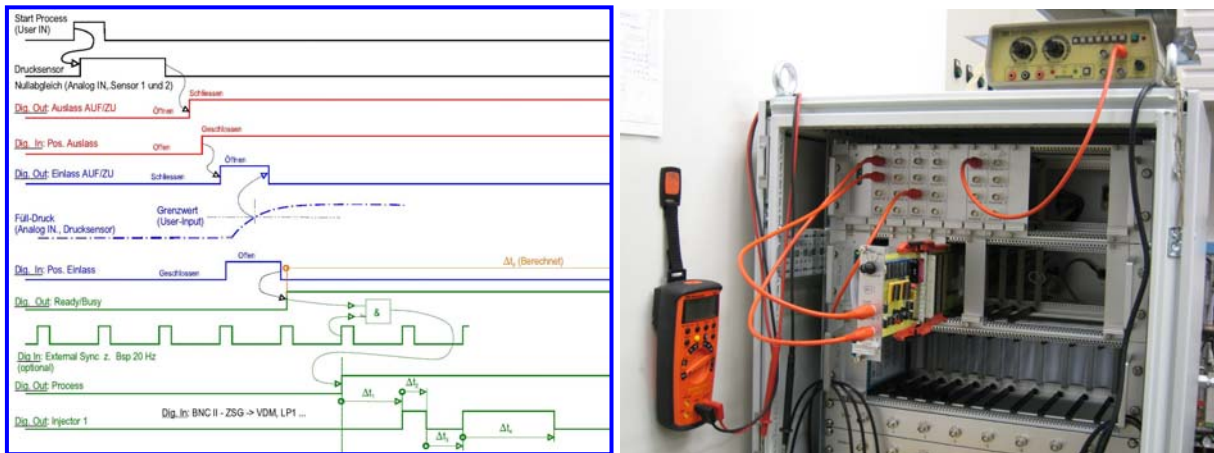 Start Process
(User IN)
Drucksensor
Nullabgleich (Analog IN, Sensor 1 und 2)
Schliessen
Dig. Out: Auslass AUF/ZU
Öffnen
Geschlossen
Dig. In: Pos. Auslass
Offen
Öffnen
Dig. Out: Einlass AUF/ZU
Schliessen
Grenzwert
(User-Input)
Füll-Druck
(Analog IN., Drucksensor)
Offen
Δt₀ (Berechnet)
Dig. In: Pos. Einlass
Geschlossen
Dig. Out: Ready/Busy
&
Dig In: External Sync z. Bsp 20 Hz
(optional)
Dig. Out: Process
Δt₁
Δt₂
Dig. In: BNC II - ZSG -> VDM, LP1 ...
Dig. Out: Injector 1
Δt₃
Δt₄